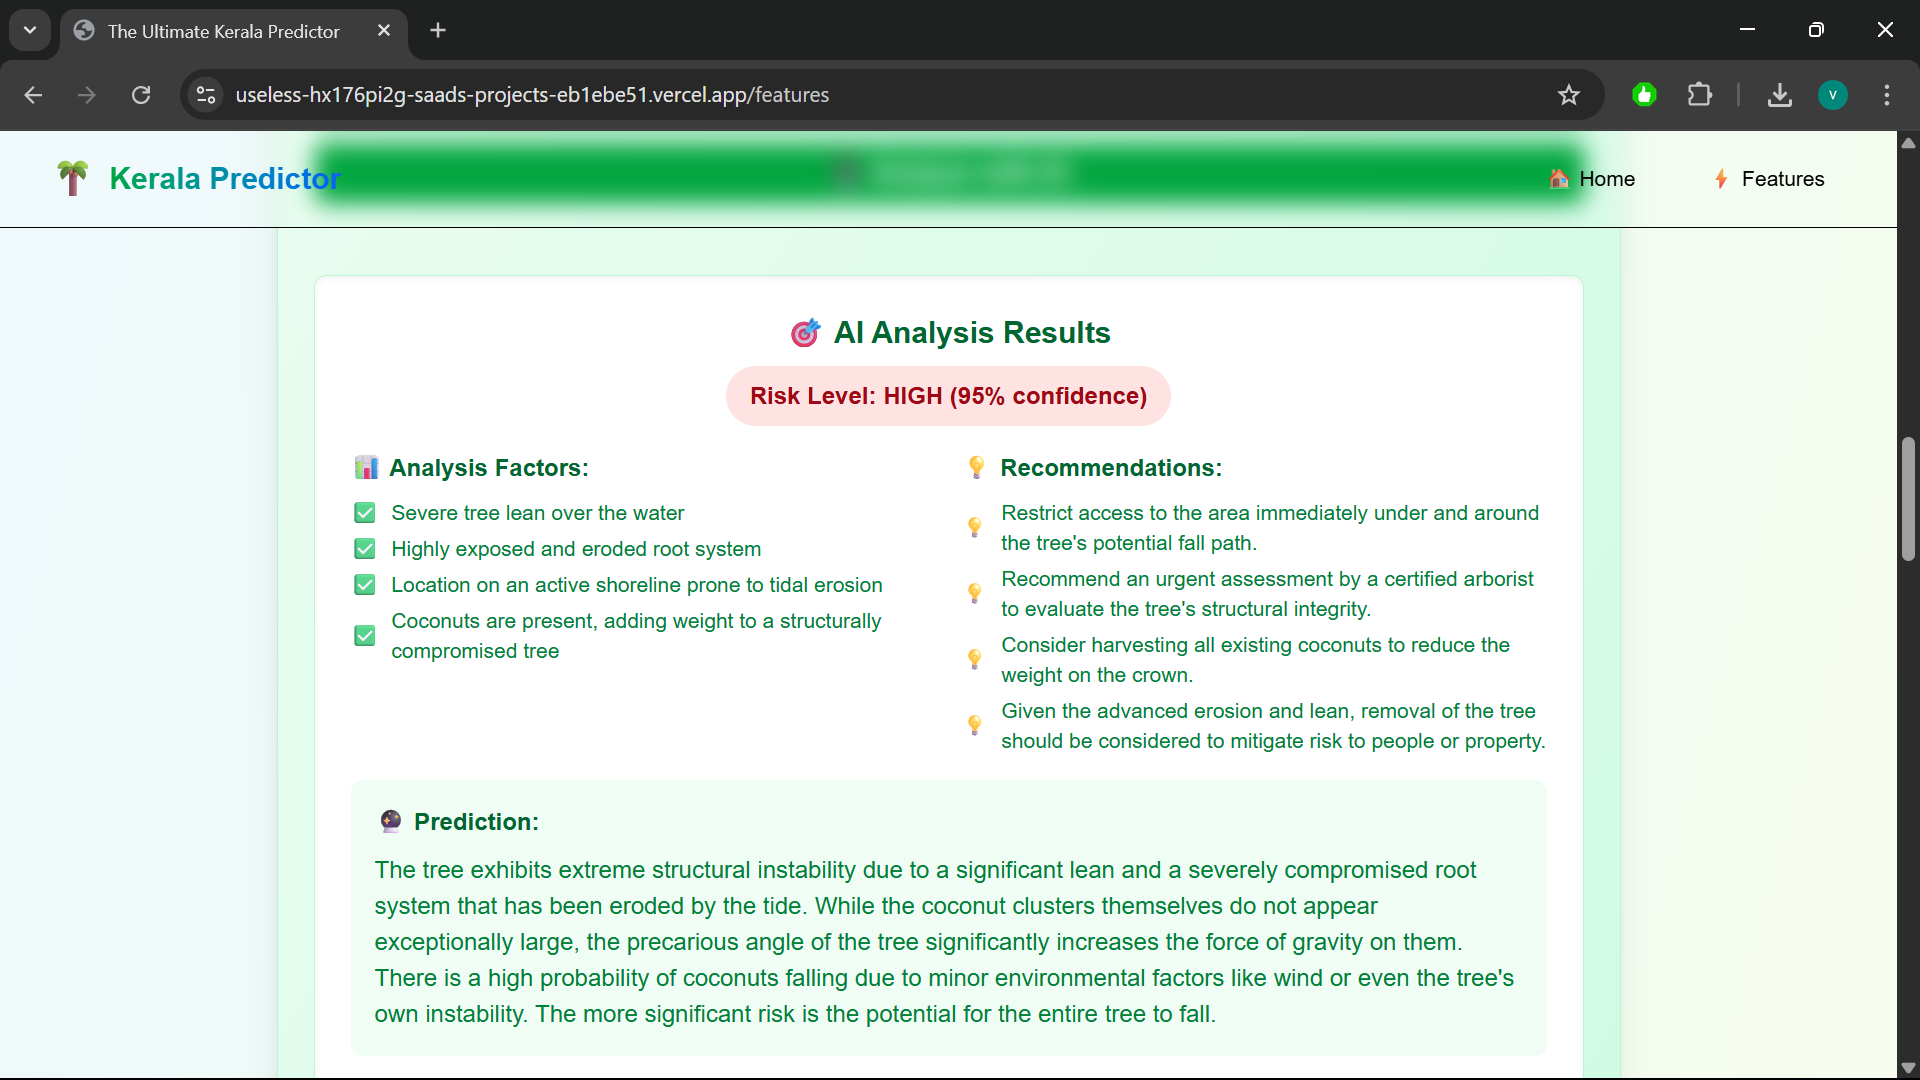 The Ultimate Kerala Predictor
useless-hx176pi2g-saads-projects-eb1ebe51.vercel.app/features
V
Kerala Predictor
Home
Features
AI Analysis Results
Risk Level: HIGH (95% confidence)
Analysis Factors:
Severe tree lean over the water
Highly exposed and eroded root system
Location on an active shoreline prone to tidal erosion
Coconuts are present, adding weight to a structurally
compromised tree
Recommendations:
Restrict access to the area immediately under and around
the tree's potential fall path.
Recommend an urgent assessment by a certified arborist
to evaluate the tree's structural integrity.
Consider harvesting all existing coconuts to reduce the
weight on the crown.
Given the advanced erosion and lean, removal of the tree
should be considered to mitigate risk to people or property.
Prediction:
The tree exhibits extreme structural instability due to a significant lean and a severely compromised root
system that has been eroded by the tide. While the coconut clusters themselves do not appear
exceptionally large, the precarious angle of the tree significantly increases the force of gravity on them.
There is a high probability of coconuts falling due to minor environmental factors like wind or even the tree's
own instability. The more significant risk is the potential for the entire tree to fall.